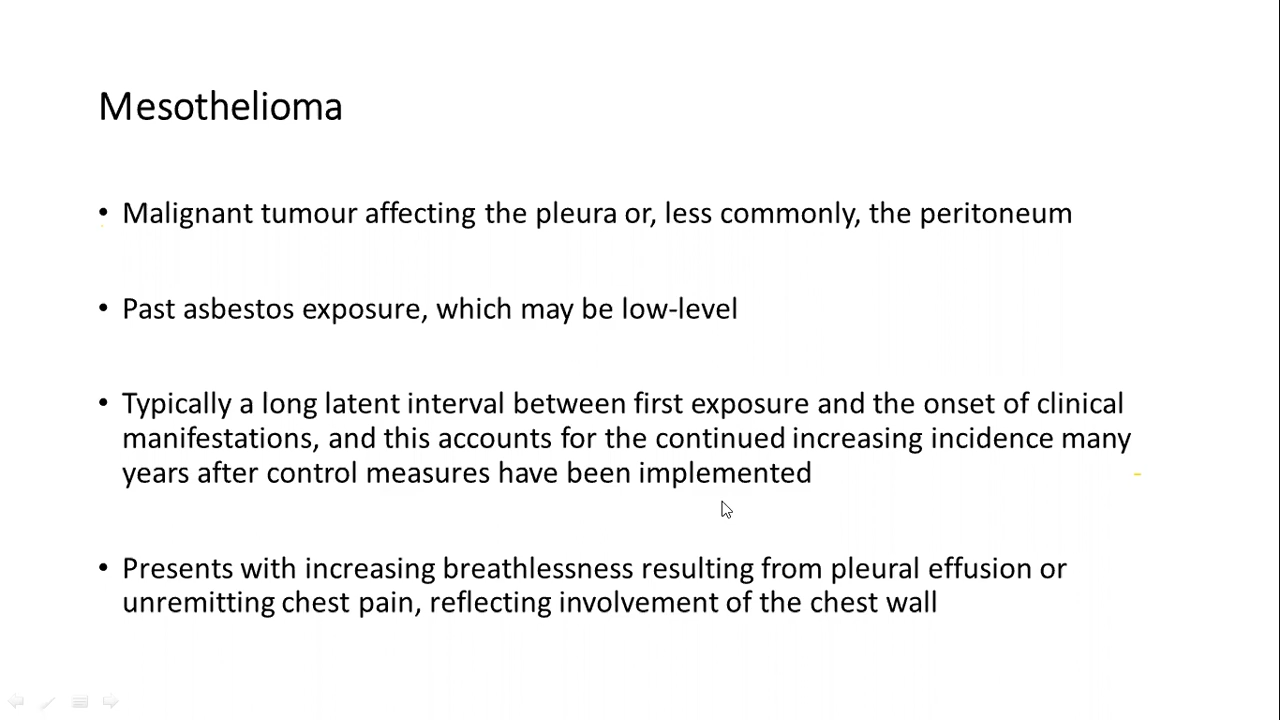 Mesothelioma
• Malignant tumour affecting the pleura or, less commonly, the peritoneum
• Past asbestos exposure, which may be low-level
• Typically a long latent interval between first exposure and the onset of clinical
manifestations, and this accounts for the continued increasing incidence many
years after control measures have been implemented
• Presents with increasing breathlessness resulting from pleural effusion or
unremitting chest pain, reflecting involvement of the chest wall